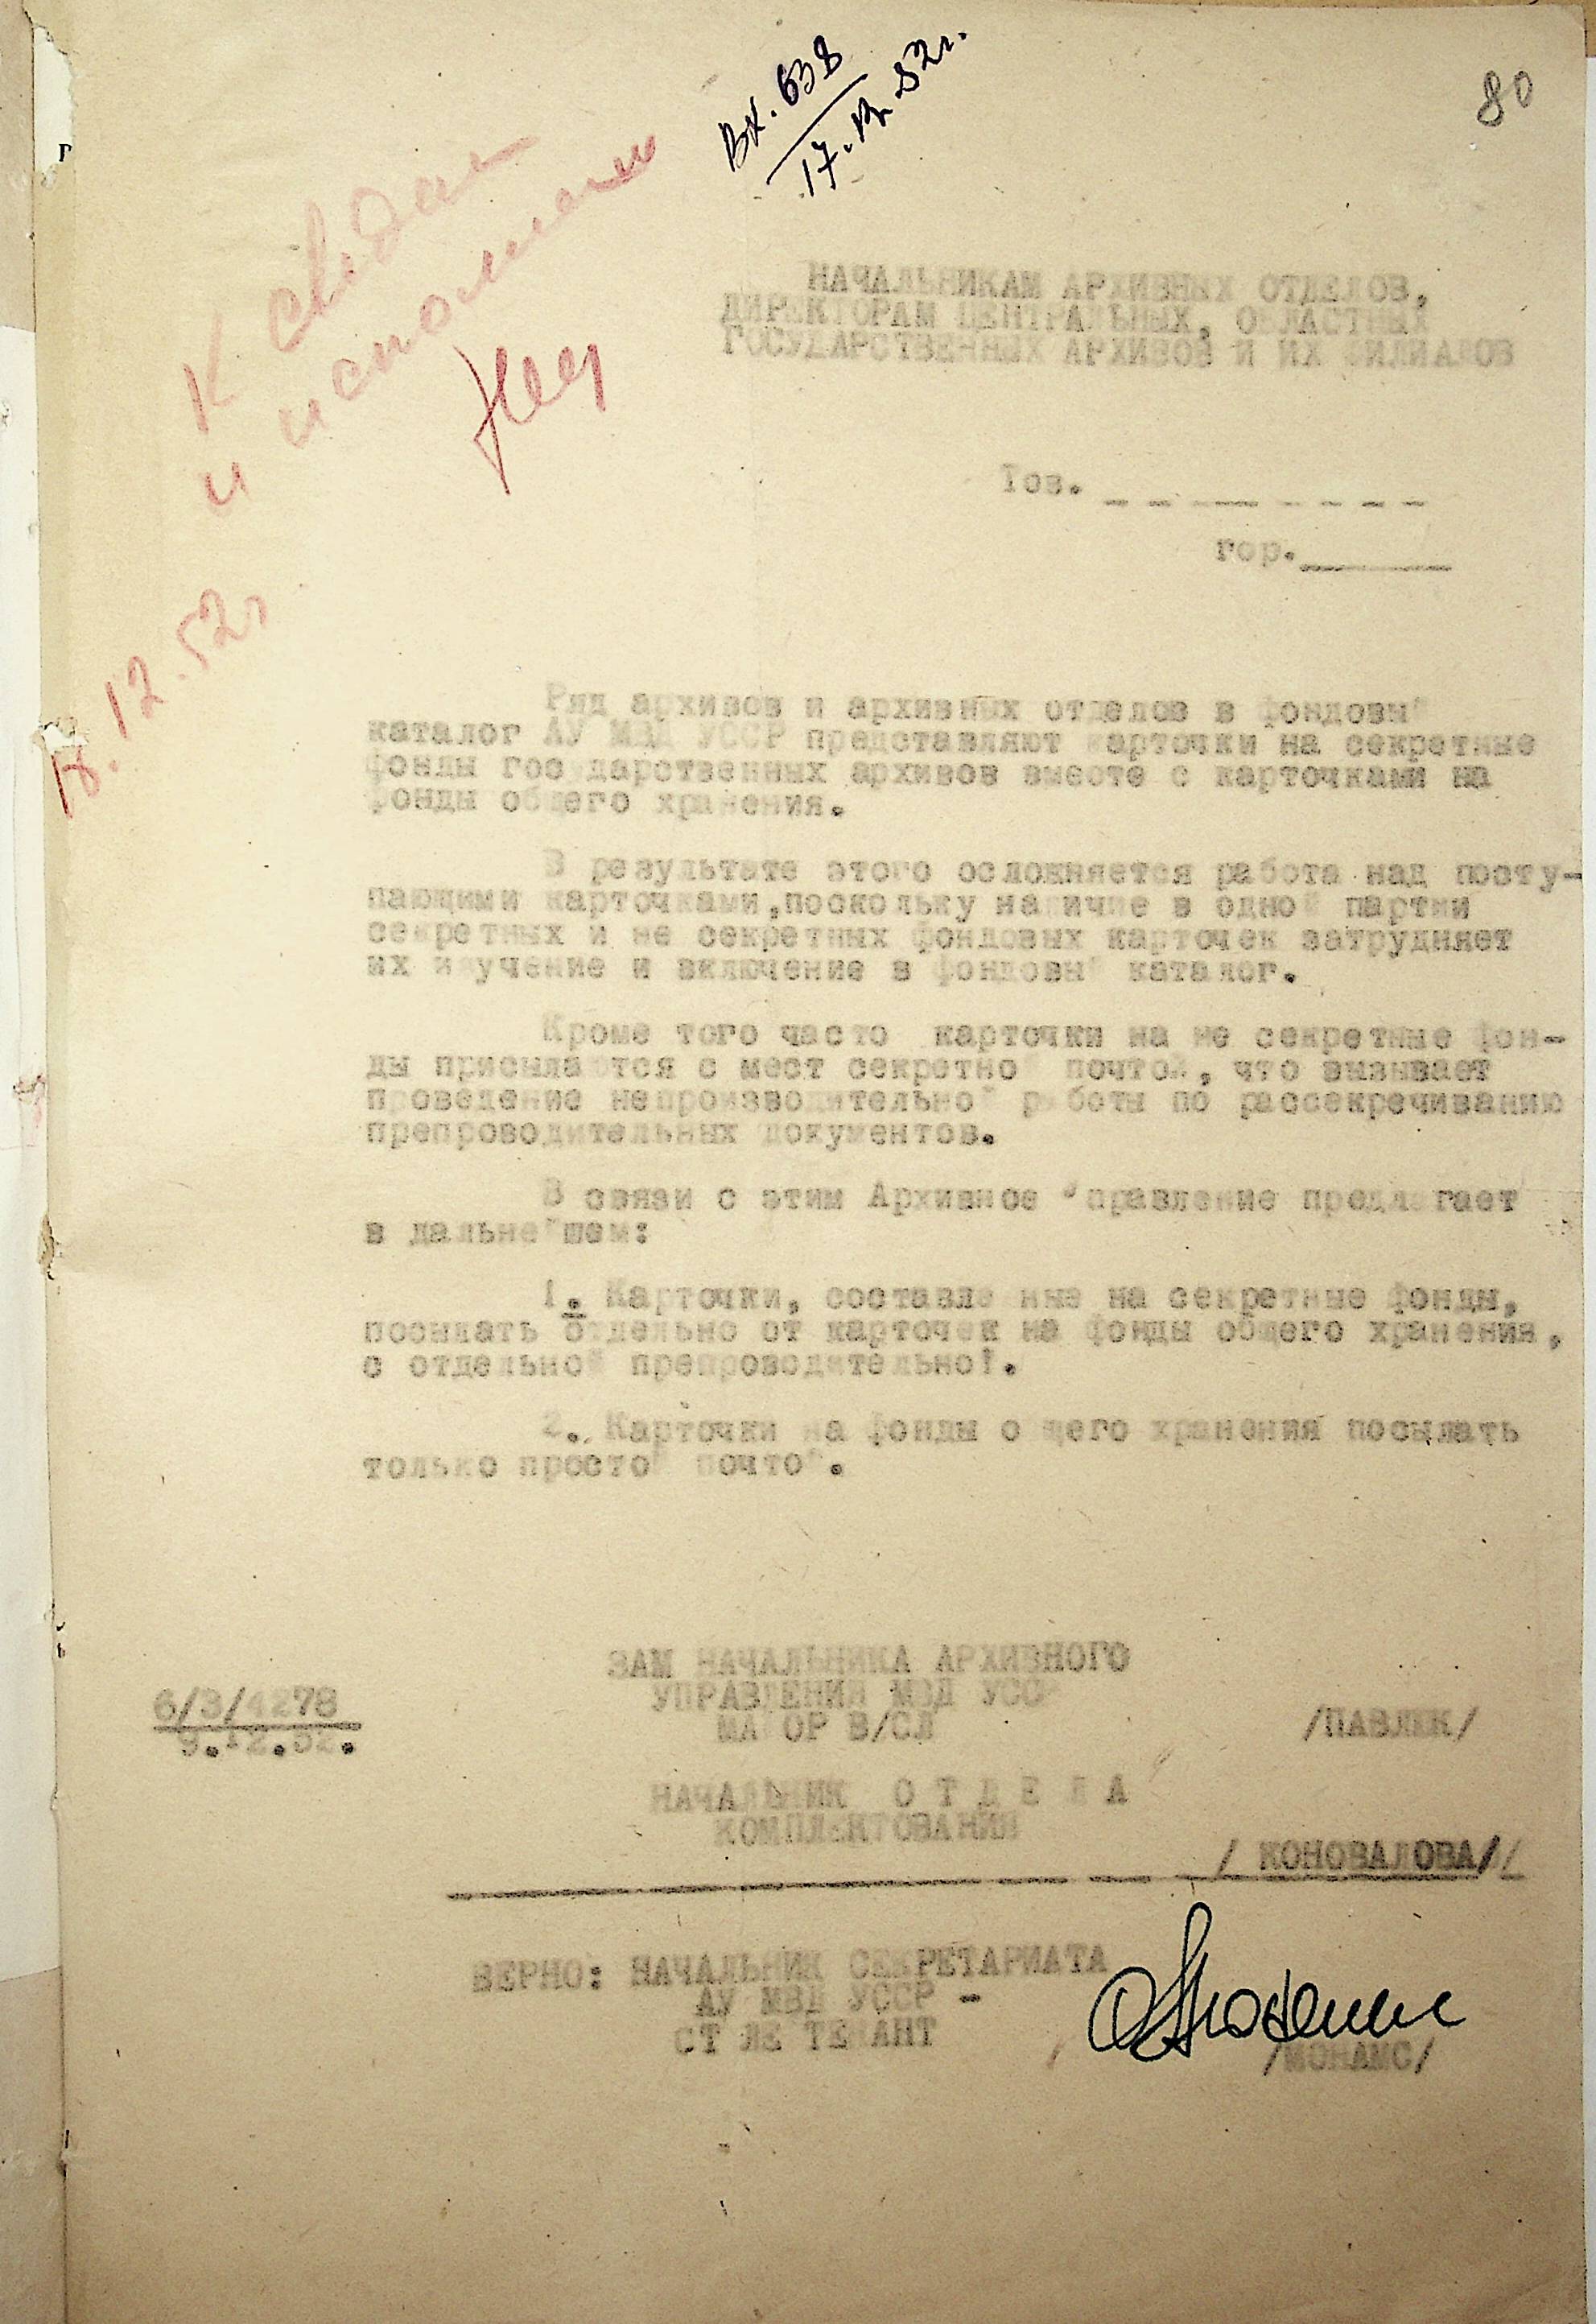 80
Вх. 638
17.12.52г.
К сведен
и исполнению
18.12.52г
НАЧАЛЬНИКАМ АРХИВНЫХ ОТДЕЛОВ,
ДИРЕКТОРАМ ЦЕНТРАЛЬНЫХ, ОБЛАСТНЫХ
ГОСУДАРСТВЕННЫХ АРХИВОВ И ИХ ФИЛИАЛОВ
Тов. _ _ _ _ _ _ _ _
гор._______
Ряд архивов и архивных отделов в фондовый
каталог АУ МВД УССР представляют карточки на секретные
фонды государственных архивов вместе с карточками на
фонды общего хранения.
В результате этого осложняется работа над посту-
пающими карточками,поскольку наличие в одной партии
секретных и не секретных фондовых карточек затрудняет
их изучение и включение в фондовый каталог.
Кроме того часто карточки на не секретные фон-
ды присылаются с мест секретной почтой, что вызывает
проведение непроизводительной работы по рассекречиванию
препроводительных документов.
В связи с этим Архивное Управление предлагает
в дальнейшем:
1. Карточки, составленные на секретные фонды,
посылать отдельно от карточек на фонды общего хранения,
с отдельной препроводительной.
2. Карточки на фонды общего хранения посылать
только простой почтой.
ЗАМ НАЧАЛЬНИКА АРХИВНОГО
УПРАВЛЕНИЯ МВД УССР
МАЙОР В/СЛ /ПАВЛЮК/
6/3/4278
9.12.52.
НАЧАЛЬНИК О Т Д Е Л А
КОМПЛЕКТОВАНИЯ
/ КОНОВАЛОВА/
ВЕРНО: НАЧАЛЬНИК СЕКРЕТАРИАТА
АУ МВД УССР -
СТ ЛЕЙТЕНАНТ
/МОНАМС/